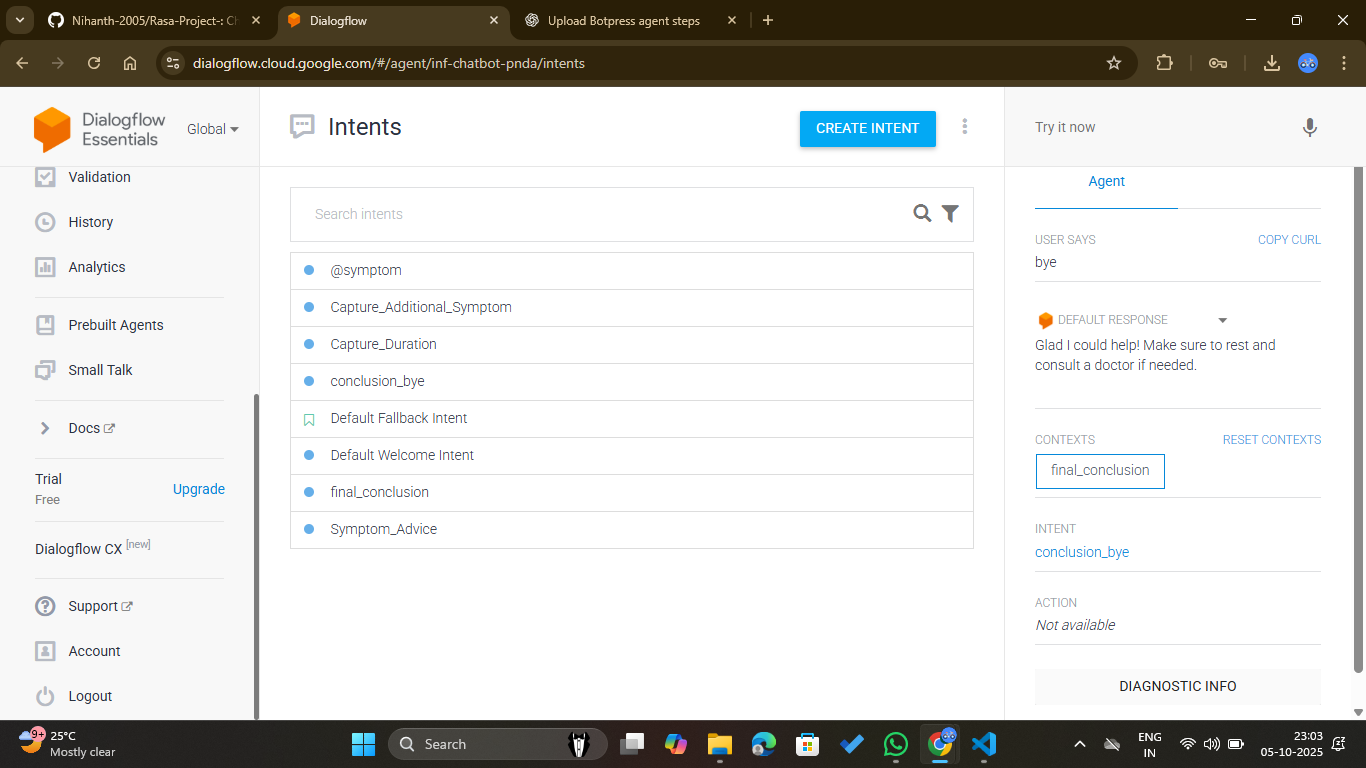 Nihanth-2005/Rasa-Project-: Ch
Dialogflow
Upload Botpress agent steps
dialogflow.cloud.google.com/#/agent/inf-chatbot-pnda/intents
Dialogflow
Essentials
Global
Validation
History
Analytics
Prebuilt Agents
Small Talk
Docs
Trial
Free
Upgrade
Dialogflow CX [new]
Support
Account
Logout
Intents
CREATE INTENT
Search intents
@symptom
Capture_Additional_Symptom
Capture_Duration
conclusion_bye
Default Fallback Intent
Default Welcome Intent
final_conclusion
Symptom_Advice
Try it now
Agent
USER SAYS
COPY CURL
bye
DEFAULT RESPONSE
Glad I could help! Make sure to rest and
consult a doctor if needed.
CONTEXTS
RESET CONTEXTS
final_conclusion
INTENT
conclusion_bye
ACTION
Not available
DIAGNOSTIC INFO
9+
25°C
Mostly clear
Search
ENG
IN
23:03
05-10-2025